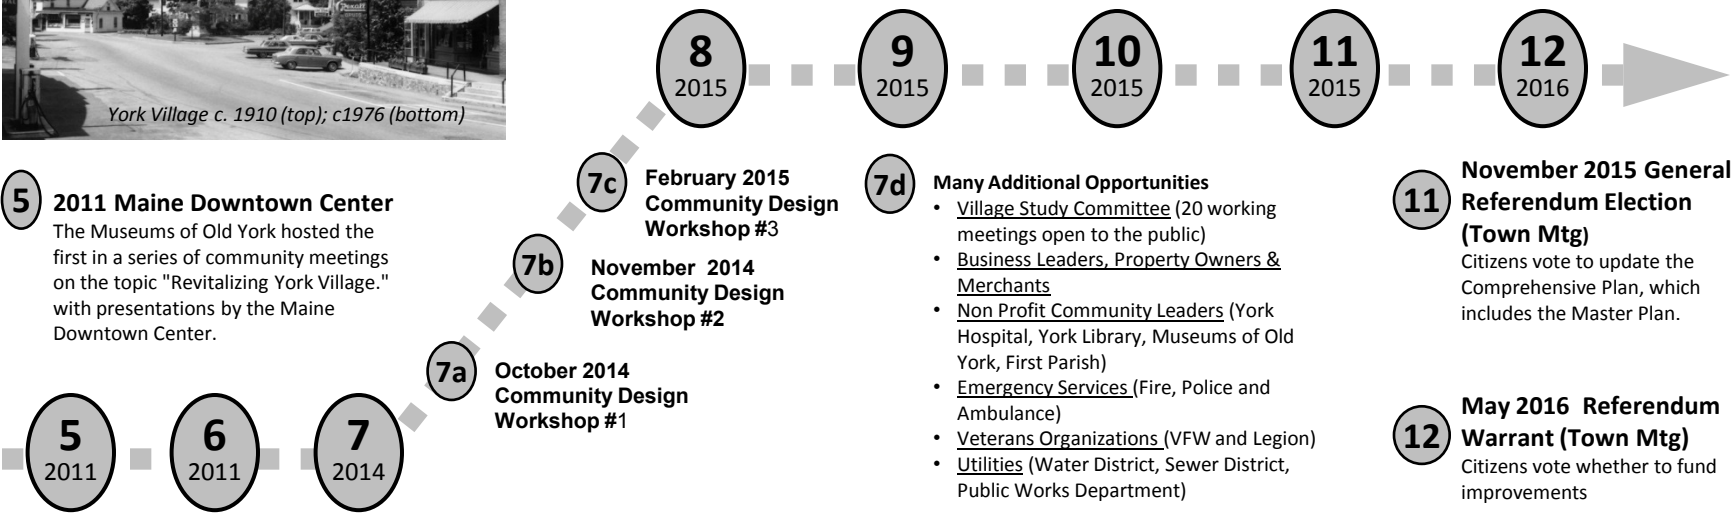 Rexall
York Village c. 1910 (top); c1976 (bottom)
8
2015
9
2015
10
2015
11
2015
12
2016
5
2011 Maine Downtown Center
The Museums of Old York hosted the
first in a series of community meetings
on the topic "Revitalizing York Village."
with presentations by the Maine
Downtown Center.
5
2011
6
2011
7
2014
7a
October 2014
Community Design
Workshop #1
7b
November 2014
Community Design
Workshop #2
7c
February 2015
Community Design
Workshop #3
7d
Many Additional Opportunities
• Village Study Committee (20 working
meetings open to the public)
• Business Leaders, Property Owners &
Merchants
• Non Profit Community Leaders (York
Hospital, York Library, Museums of Old
York, First Parish)
• Emergency Services (Fire, Police and
Ambulance)
• Veterans Organizations (VFW and Legion)
• Utilities (Water District, Sewer District,
Public Works Department)
11
November 2015 General
Referendum Election
(Town Mtg)
Citizens vote to update the
Comprehensive Plan, which
includes the Master Plan.
12
May 2016 Referendum
Warrant (Town Mtg)
Citizens vote whether to fund
improvements